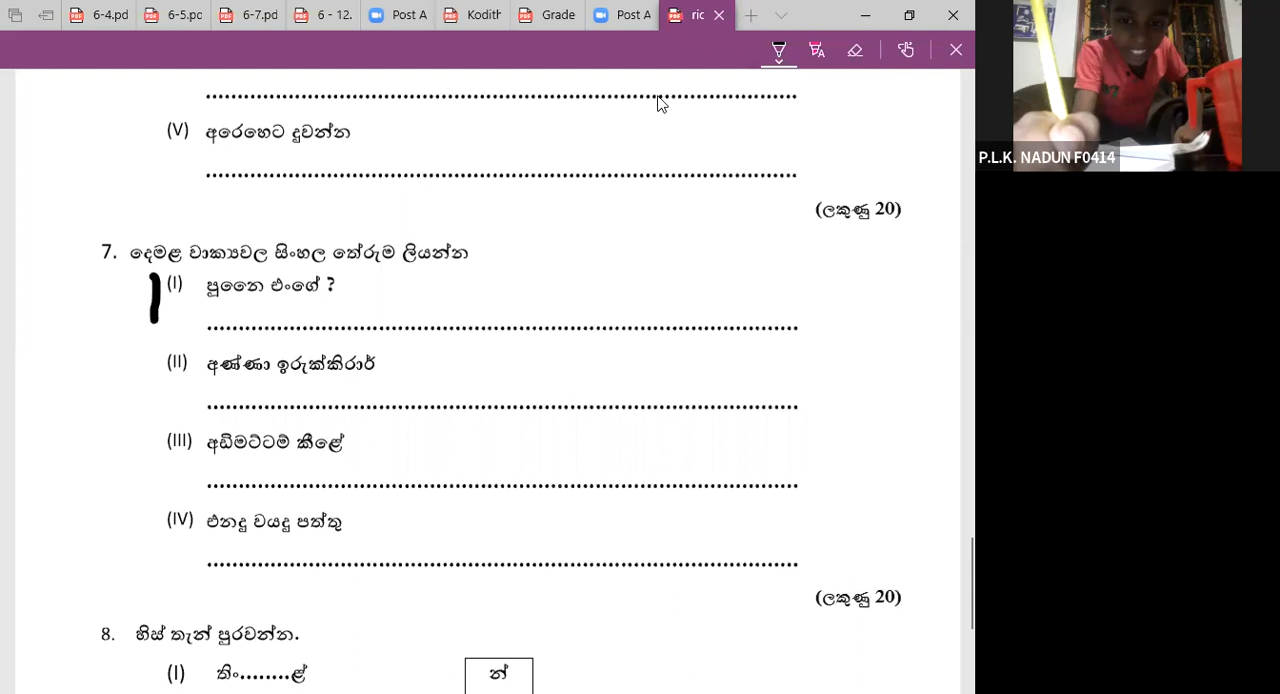 6-4.pd 6-5.pc 6-7.pd 6 - 12. Post A Kodith Grade Post A ric
P.L.K. NADUN F0414
(V) අරෙහෙට දුවන්න
(ලකුණු 20)
7. දෙමළ වාක්‍යවල සිංහල තේරුම ලියන්න
(I) පූනෛ එංගේ ?
(II) අණ්ණා ඉරුක්කිරාර්
(III) අඩිමට්ටම් කීළේ
(IV) එනදු වයදු පත්තු
(ලකුණු 20)
8. හිස් තැන් පුරවන්න.
(I) තිං........ළ් න්